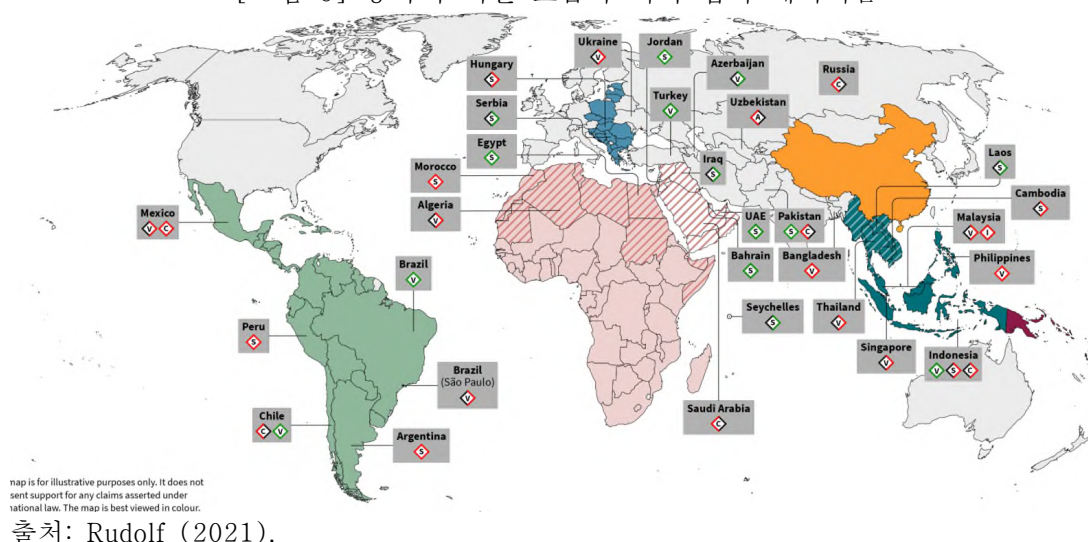 Ukraine
V
Jordan
S
Hungary
S
Azerbaijan
V
Russia
C
Serbia
S
Turkey
V
Uzbekistan
A
Egypt
S
Iraq
S
Laos
S
Morocco
S
Cambodia
S
Algeria
V
Mexico
V C
UAE
S
Pakistan
S C
Malaysia
V I
Brazil
V
Bahrain
S
Bangladesh
V
Philippines
V
Peru
S
Seychelles
S
Thailand
V
Singapore
V
Indonesia
V S C
Brazil
(São Paulo)
V
Saudi Arabia
C
Chile
C V
Argentina
S
map is for illustrative purposes only. It does not
sent support for any claims asserted under
national law. The map is best viewed in colour.
출처: Rudolf (2021).